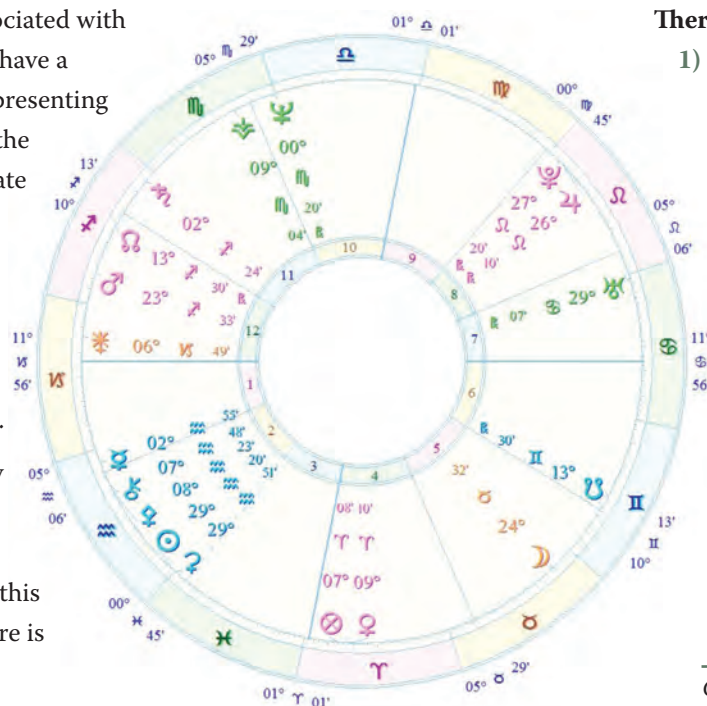 ociated with
have a
presenting
the
ate
.
y
this
re is
Ther
1)
01° ♎ 01'
05° ♏ 29'
♎
♍
00° ♍ 45'
♏
♌
05° ♌ 06'
13' ♐ 10°
♐
♋
11° ♑ 56'
♑
11° ♋ 56'
05° ♒ 06'
♒
♊
13' ♊ 10°
00° ♓ 45'
♓
♉
01° ♈ 01'
♈
05° ♉ 29'
00° ♏ 20' ℞
09° ♏ 04'
♄ 02° ♐ 24'
☊ 13° ♐ 30' ℞
♂ 23° ♐ 33'
06° ♑ 49'
♇ 27° ♌ 20' ℞
♃ 26° ♌ 10' ℞
℞ 07' ♋ 29° ♅
℞ 30' ♊ 13° ☋
32' ♉ 24° ☽
☿ 02° ♒ 55'
⚷ 07° ♒ 48'
⚴ 08° ♒ 23'
☉ 29° ♒ 20'
⚳ 29° ♒ 51'
08' 10'
♈ ♈
07° 09°
⊗ ♀
1
2
3
4
5
6
7
8
9
10
11
12